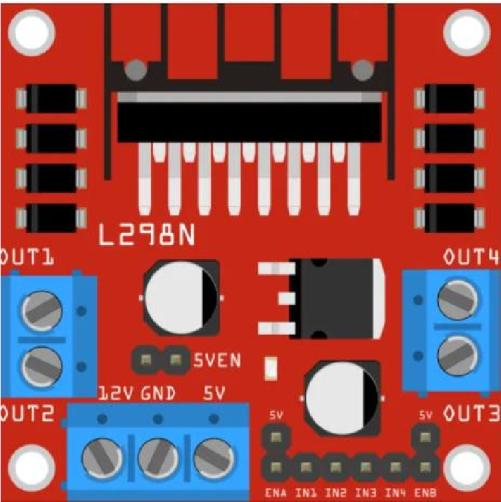 L298N
OUT1
OUT4
5VEN
12V GND 5V
OUT2
OUT3
5V
5V
ENA IN1 IN2 IN3 IN4 ENB